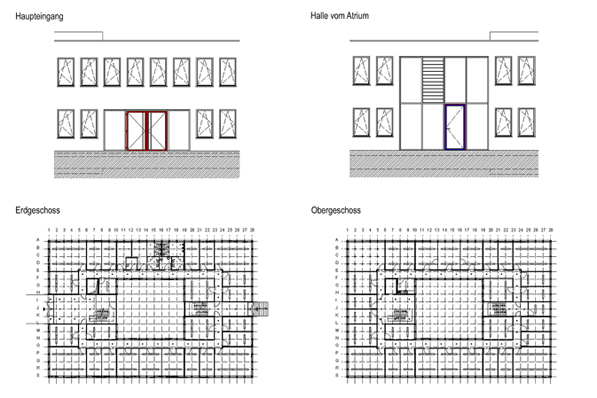 Haupteingang
Halle vom Atrium
Erdgeschoss
1 2 3 4 5 6 7 8 9 10 11 12 13 14 15 16 17 18 19 20 21 22 23 24 25 26 27 28
A
B
C
D
E
F
G
H
I
J
K
L
M
N
O
P
Q
R
S
Obergeschoss
1 2 3 4 5 6 7 8 9 10 11 12 13 14 15 16 17 18 19 20 21 22 23 24 25 26 27 28
A
B
C
D
E
F
G
H
I
J
K
L
M
N
O
P
Q
R
S